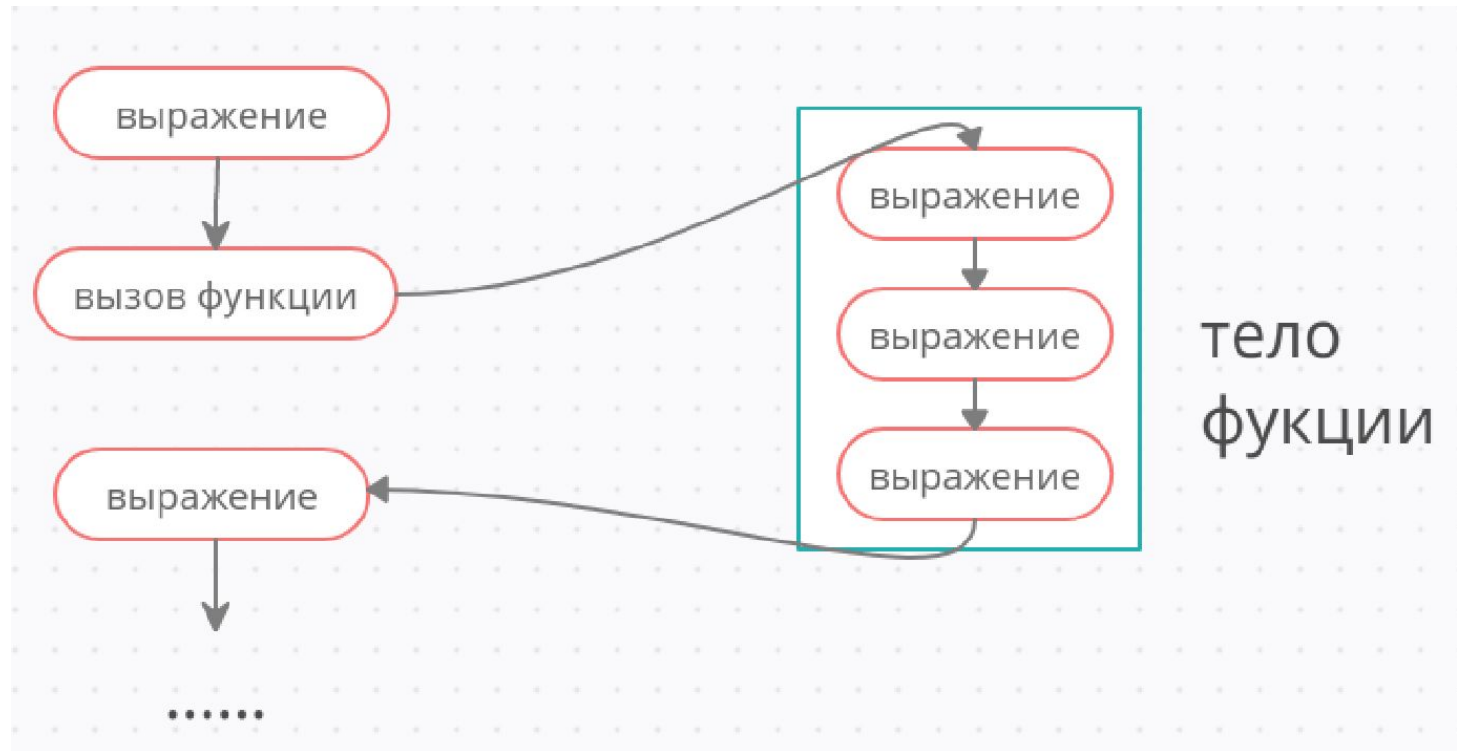 выражение
вызов функции
выражение
......
выражение
выражение
выражение
тело
фукции